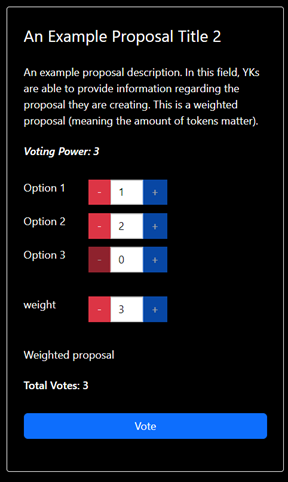 An Example Proposal Title 2
An example proposal description. In this field, YKs
are able to provide information regarding the
proposal they are creating. This is a weighted
proposal (meaning the amount of tokens matter).
Voting Power: 3
Option 1 - 1 +
Option 2 - 2 +
Option 3 - 0 +
weight - 3 +
Weighted proposal
Total Votes: 3
Vote